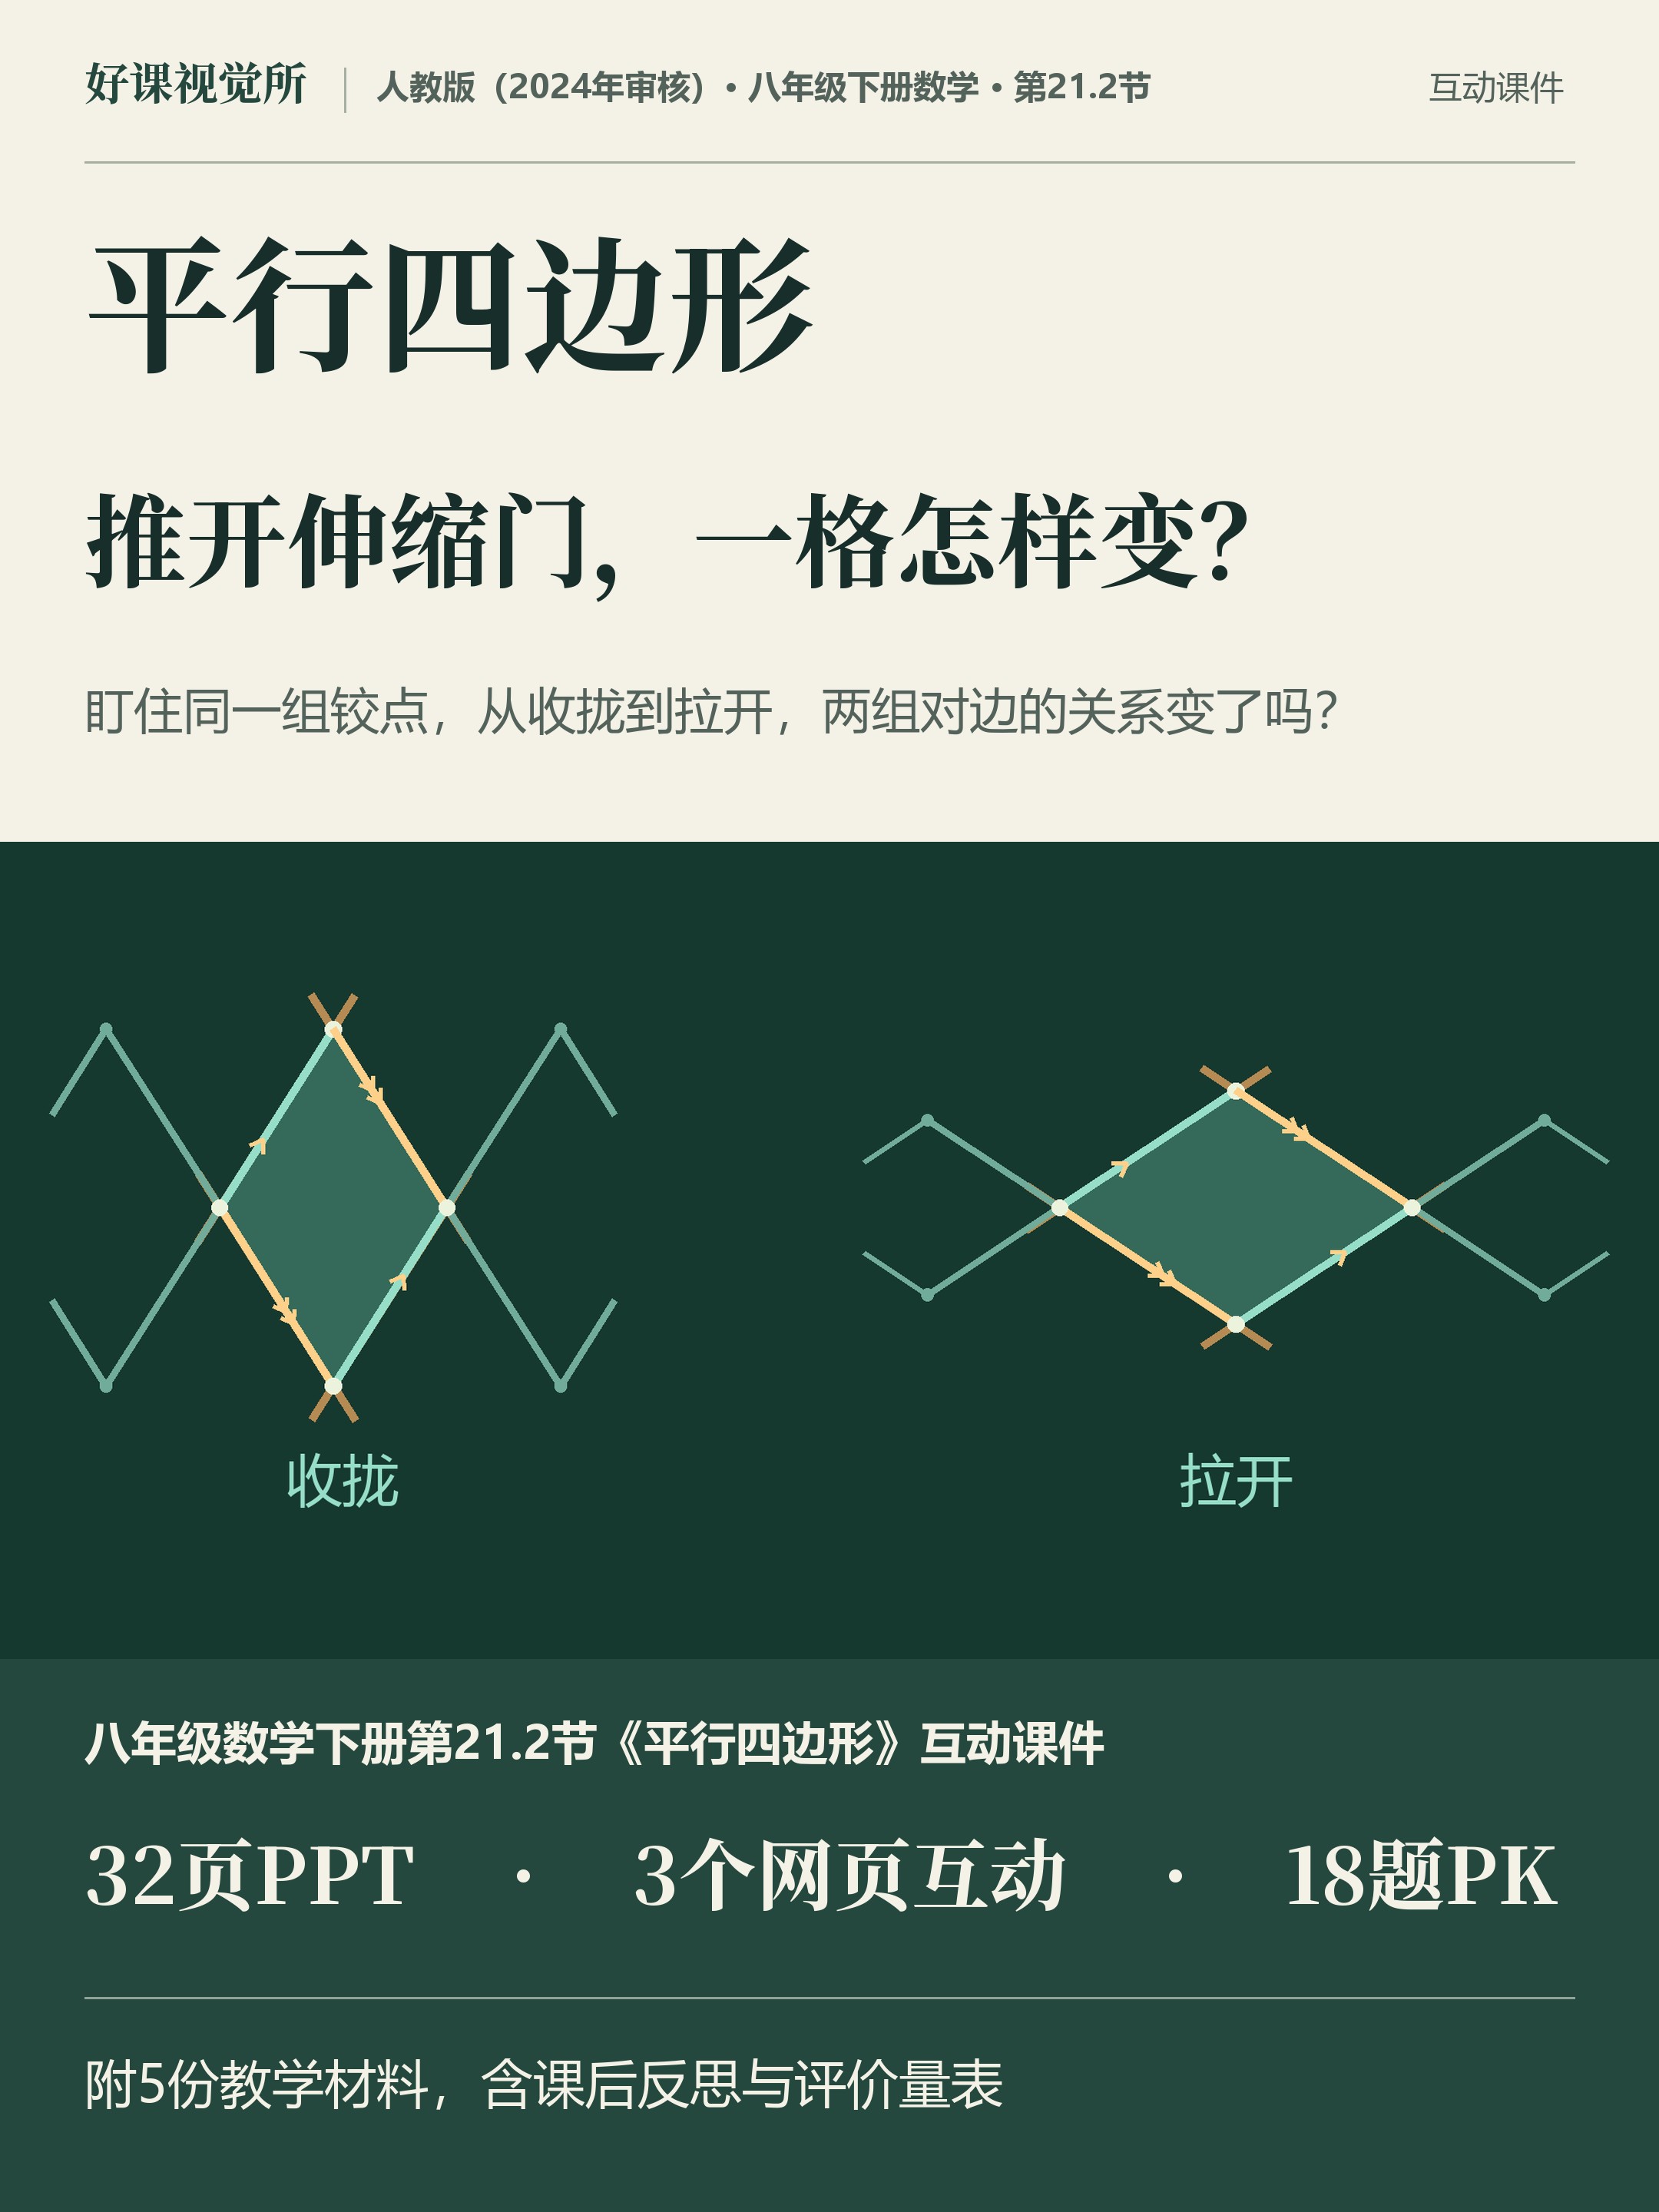 好课视觉所 | 人教版（2024年审核）·八年级下册数学·第21.2节 互动课件
平行四边形
推开伸缩门，一格怎样变？
盯住同一组铰点，从收拢到拉开，两组对边的关系变了吗？
收拢 拉开
八年级数学下册第21.2节《平行四边形》互动课件
32页PPT · 3个网页互动 · 18题PK
附5份教学材料，含课后反思与评价量表